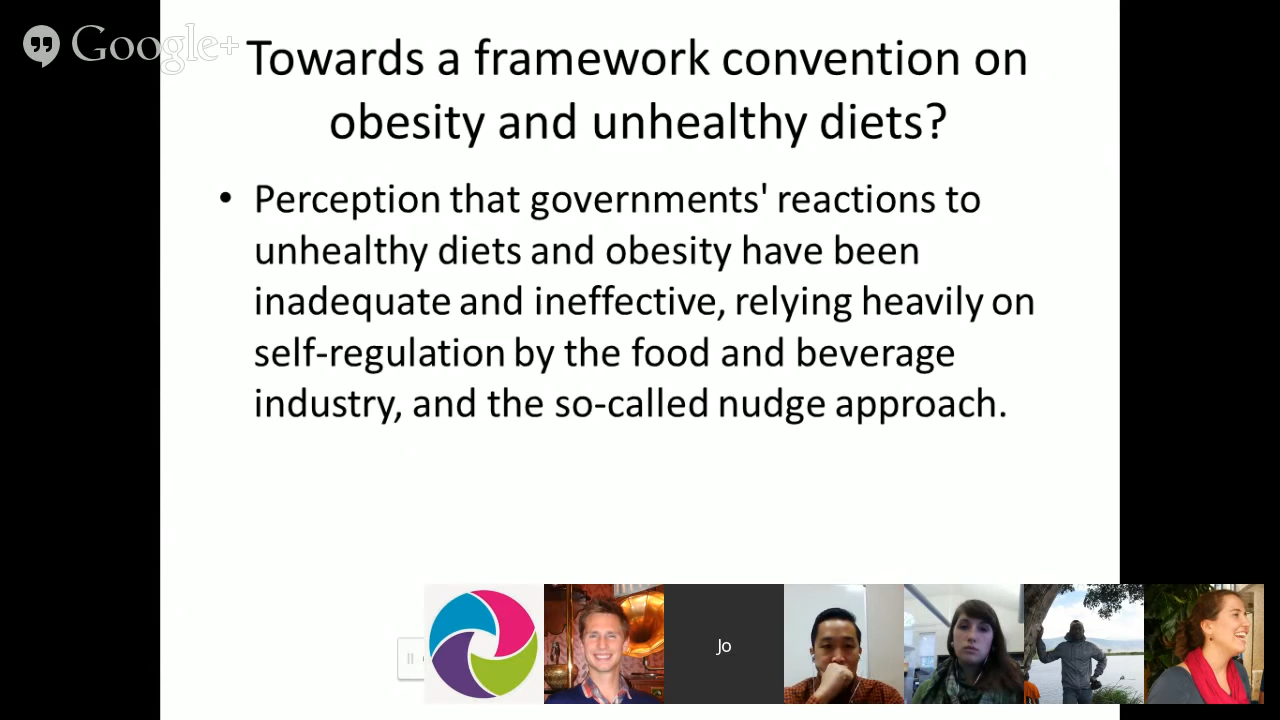 Google+
Towards a framework convention on
obesity and unhealthy diets?
• Perception that governments' reactions to
unhealthy diets and obesity have been
inadequate and ineffective, relying heavily on
self-regulation by the food and beverage
industry, and the so-called nudge approach.
Jo